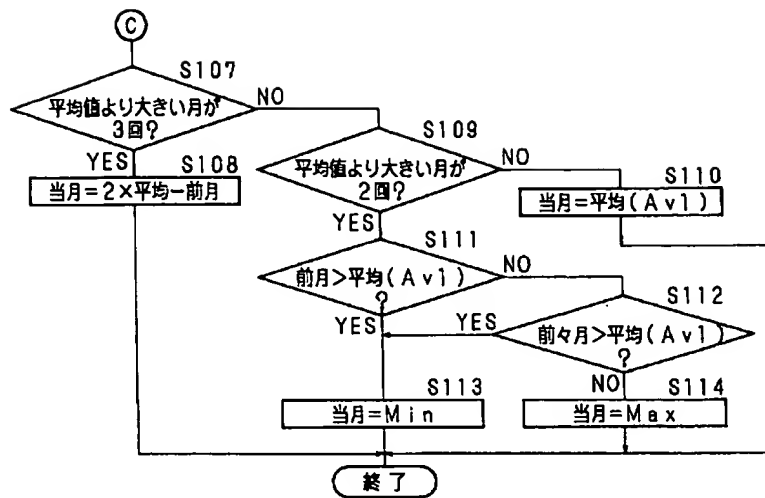 C
S107
平均値より大きい月が
3回?
NO
YES
S108
当月=2×平均-前月
S109
平均値より大きい月が
2回?
NO
YES
S110
当月=平均(Av1)
S111
前月>平均(Av1)
?
NO
YES
S112
前々月>平均(Av1)
?
YES
NO
S113
当月=Min
S114
当月=Max
終了